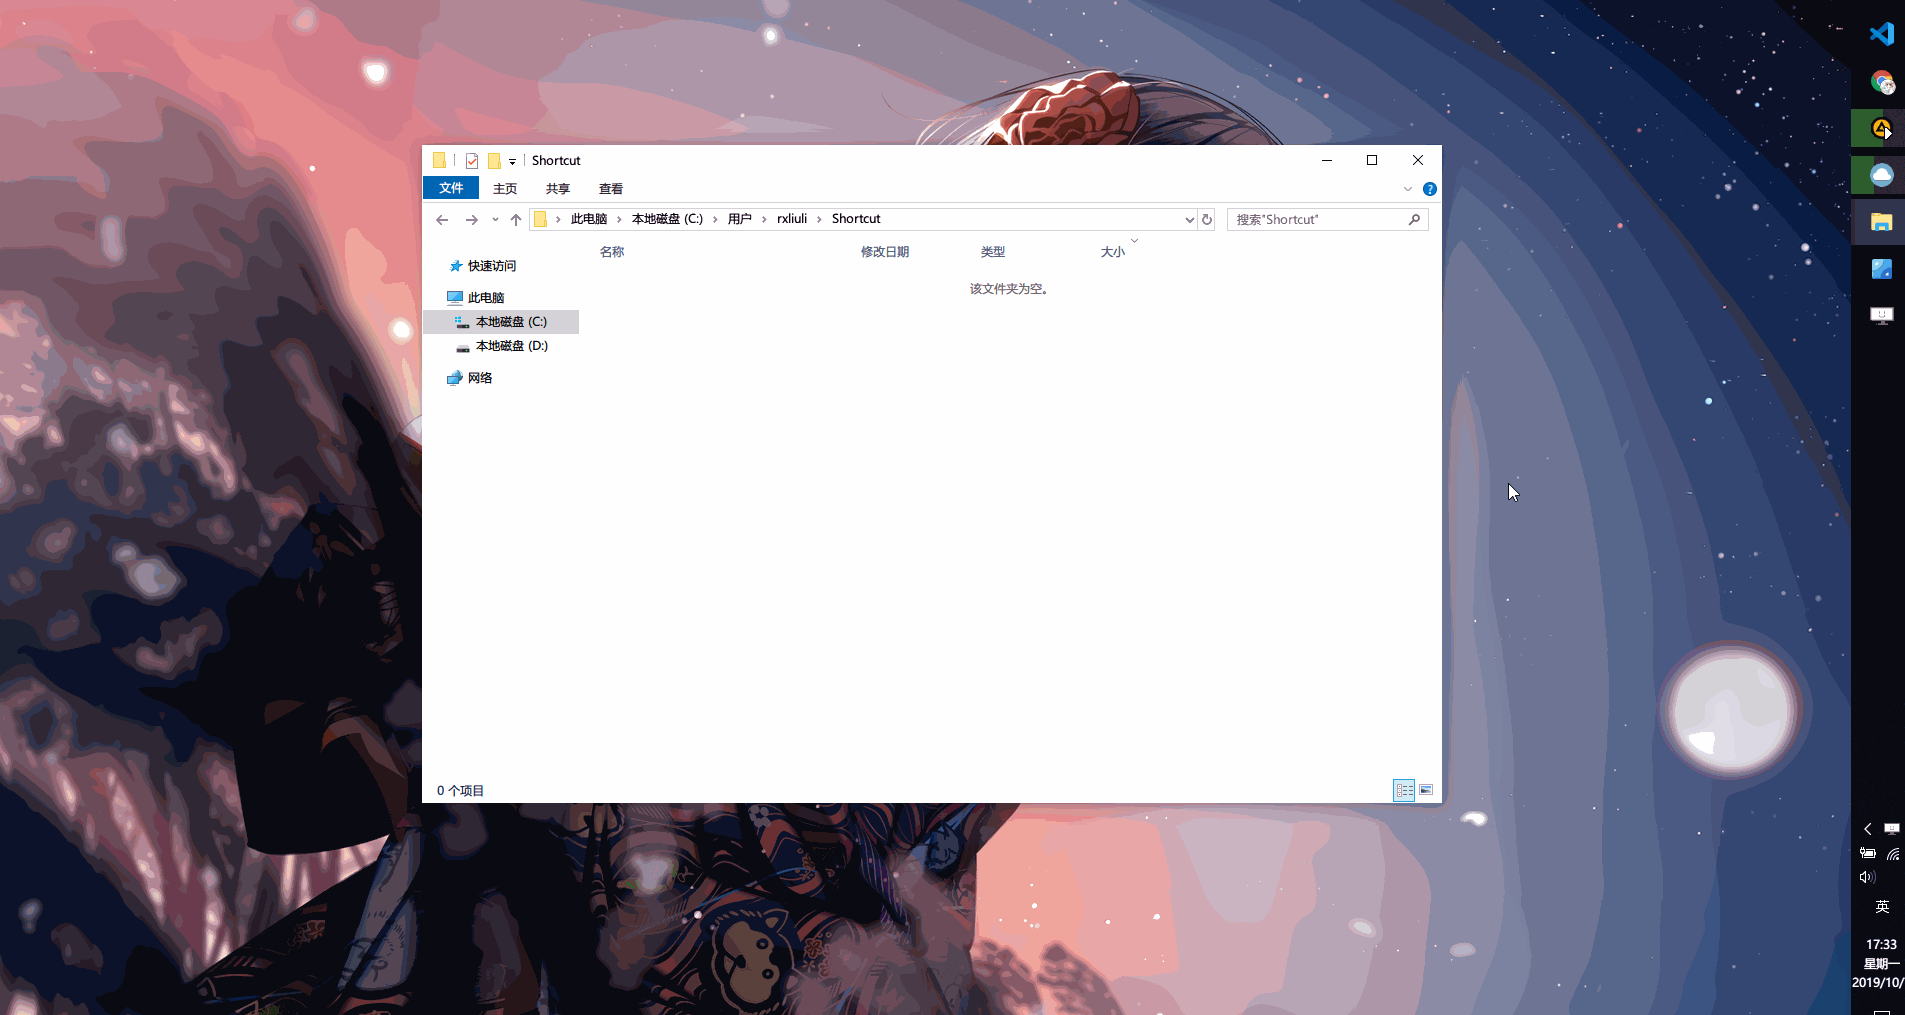 Shortcut
文件 主页 共享 查看
此电脑 本地磁盘 (C:) 用户 rxliuli Shortcut
搜索"Shortcut"
名称 修改日期 类型 大小
该文件夹为空。
快速访问
此电脑
本地磁盘 (C:)
本地磁盘 (D:)
网络
0 个项目
英
17:33
星期一
2019/10/